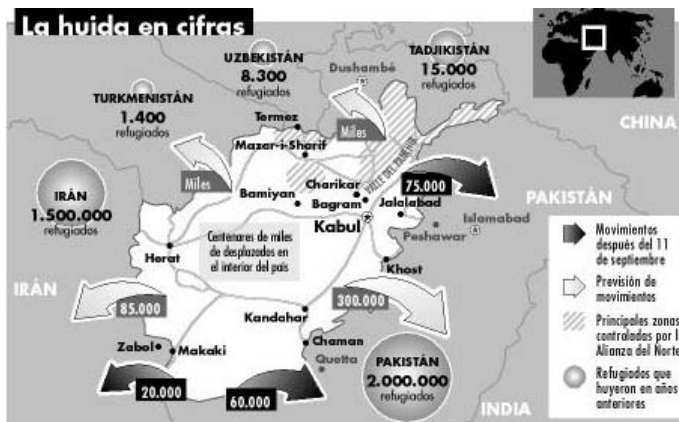 La huida en cifras
UZBEKISTÁN
8.300
refugiados
TADJIKISTÁN
15.000
refugiados
Dushambé
TURKMENISTÁN
1.400
refugiados
Termez
Miles
CHINA
Mazar-i-Sharif
VALLE DEL PANCHIR
Miles
IRÁN
1.500.000
refugiados
Bamiyan
Charikar
Bagram
75.000
Jalalabad
PAKISTÁN
Kabul
Islamabad
Peshawar
Centenares de miles
de desplazados en
el interior del país
Herat
Khost
IRÁN
85.000
300.000
Kandahar
Zabol
Makaki
Chaman
Quetta
PAKISTÁN
2.000.000
refugiados
20.000
60.000
INDIA
Movimientos
después del 11
de septiembre
Previsión de
movimientos
Principales zonas
controladas por l
Alianza del Norte
Refugiados que
huyeron en años
anteriores